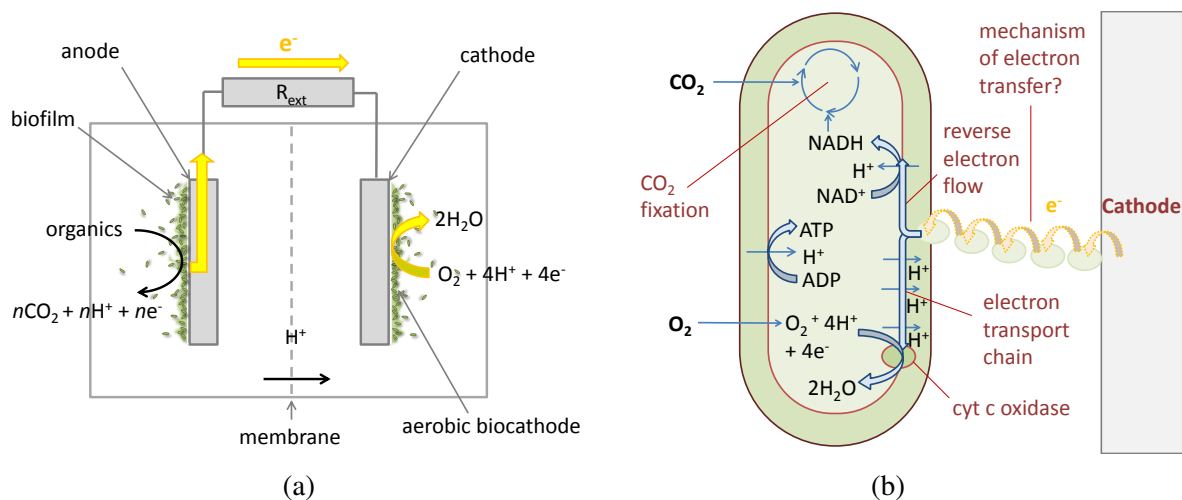 e-
anode
cathode
Rext
biofilm
organics
2H2O
O2 + 4H+ + 4e-
nCO2 + nH+ + ne-
H+
membrane
aerobic biocathode
(a)
mechanism
of electron
transfer?
CO2
NADH
reverse
electron
flow
H+
NAD+
CO2
fixation
e-
Cathode
ATP
H+
ADP
H+
H+
H+
electron
transport
chain
O2
O2+ 4H+
+ 4e-
2H2O
cyt c oxidase
(b)